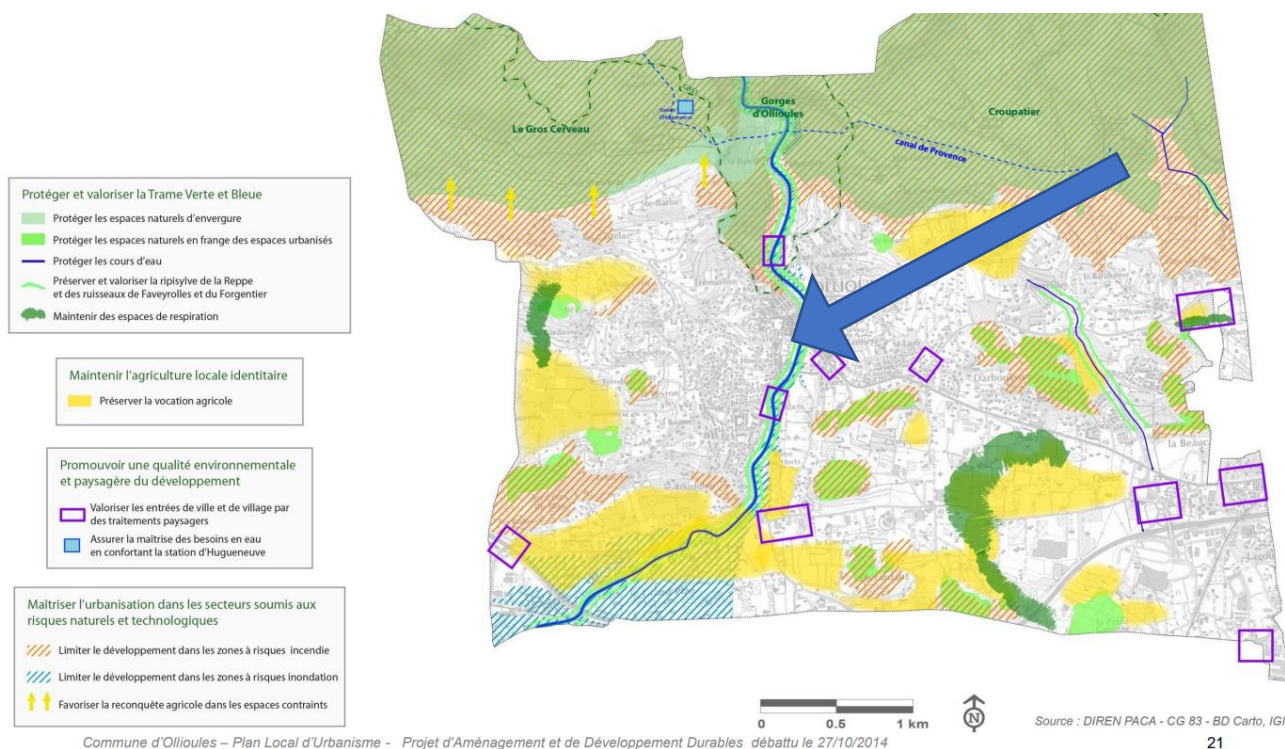 Protéger et valoriser la Trame Verte et Bleue
Protéger les espaces naturels d'envergure
Protéger les espaces naturels en frange des espaces urbanisés
Protéger les cours d'eau
Préserver et valoriser la ripisylve de la Reppe
et des ruisseaux de Faveyrolles et du Forgentier
Maintenir des espaces de respiration
Maintenir l'agriculture locale identitaire
Préserver la vocation agricole
Promouvoir une qualité environnementale
et paysagère du développement
Valoriser les entrées de ville et de village par
des traitements paysagers
Assurer la maîtrise des besoins en eau
en confortant la station d'Hugueneuve
Maîtriser l'urbanisation dans les secteurs soumis aux
risques naturels et technologiques
Limiter le développement dans les zones à risques incendie
Limiter le développement dans les zones à risques inondation
Favoriser la reconquête agricole dans les espaces contraints
Le Gros Cerveau
Gorges
d'Ollioules
Croupatier
canal de Provence
Ste-Barbe
la Beauc
Quiez
Lagou
0 0.5 1 km
N
Source : DIREN PACA - CG 83 - BD Carto, IGI
Commune d'Ollioules – Plan Local d'Urbanisme - Projet d'Aménagement et de Développement Durables débattu le 27/10/2014
21